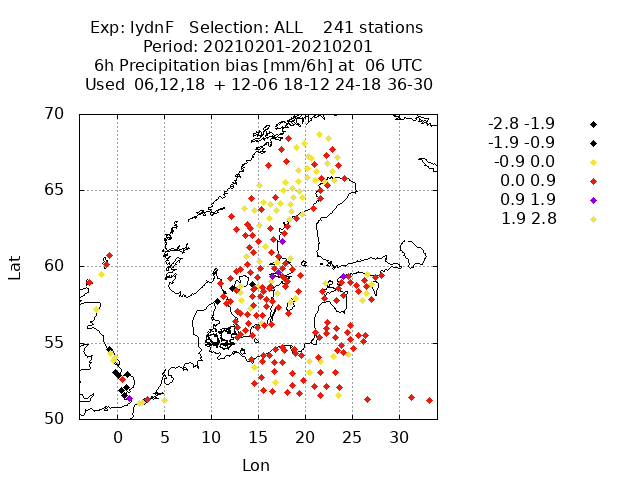 Exp: IydnF Selection: ALL 241 stations
Period: 20210201-20210201
6h Precipitation bias [mm/6h] at 06 UTC
Used 06,12,18 + 12-06 18-12 24-18 36-30
70
65
60
55
50
0 5 10 15 20 25 30
Lat
Lon
-2.8 -1.9
-1.9 -0.9
-0.9 0.0
0.0 0.9
0.9 1.9
1.9 2.8